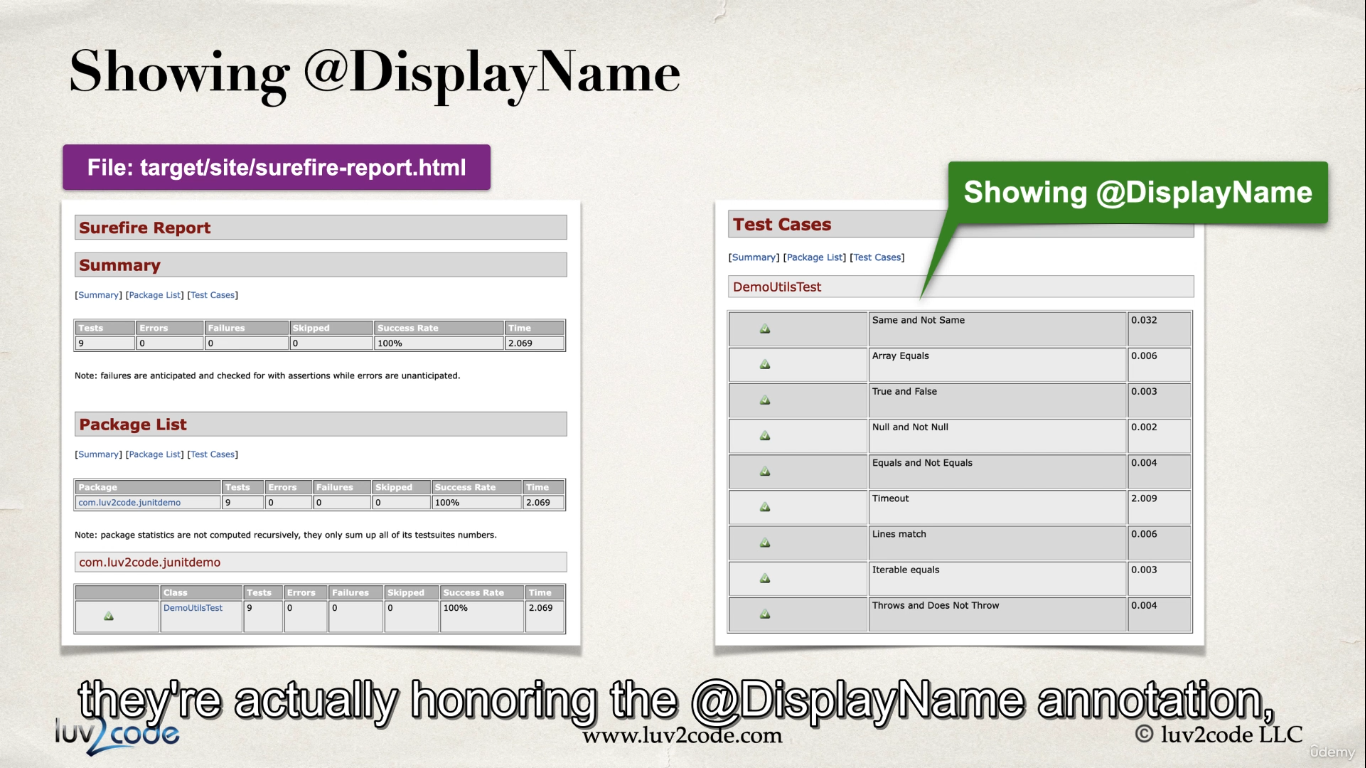 Showing @DisplayName
File: target/site/surefire-report.html
Surefire Report
Summary
[Summary] [Package List] [Test Cases]
Tests Errors Failures Skipped Success Rate Time
9 0 0 0 100% 2.069
Note: failures are anticipated and checked for with assertions while errors are unanticipated.
Package List
[Summary] [Package List] [Test Cases]
Package Tests Errors Failures Skipped Success Rate Time
com.luv2code.junitdemo 9 0 0 0 100% 2.069
Note: package statistics are not computed recursively, they only sum up all of its testsuites numbers.
com.luv2code.junitdemo
Class Tests Errors Failures Skipped Success Rate Time
DemoUtilsTest 9 0 0 0 100% 2.069
Showing @DisplayName
Test Cases
[Summary] [Package List] [Test Cases]
DemoUtilsTest
Same and Not Same 0.032
Array Equals 0.006
True and False 0.003
Null and Not Null 0.002
Equals and Not Equals 0.004
Timeout 2.009
Lines match 0.006
Iterable equals 0.003
Throws and Does Not Throw 0.004
they're actually honoring the @DisplayName annotation,
luv2code www.luv2code.com © luv2code LLC
ûdemy